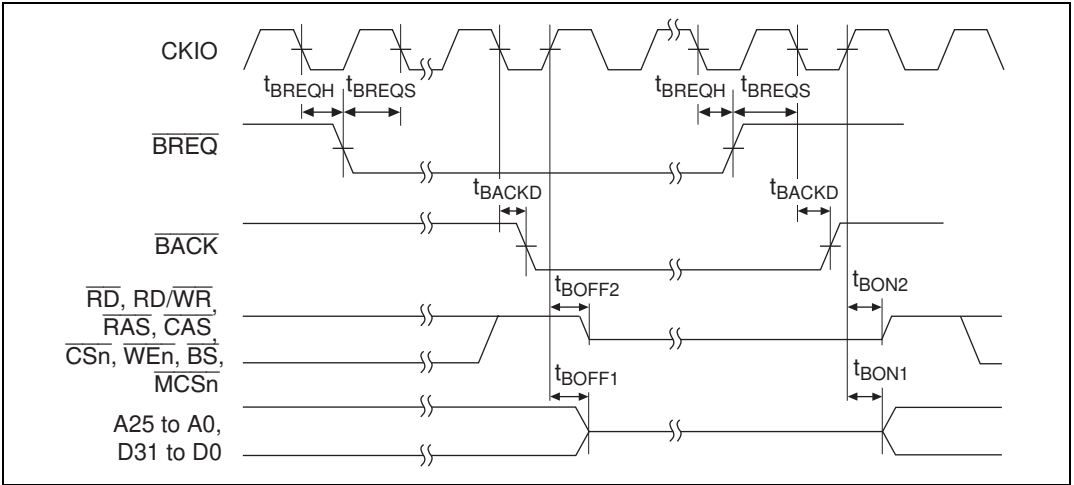 CKIO
tBREQH tBREQS tBREQH tBREQS
BREQ
tBACKD tBACKD
BACK
tBOFF2 tBON2
RD, RD/WR,
RAS, CAS,
CSn, WEn, BS,
MCSn
tBOFF1 tBON1
A25 to A0,
D31 to D0